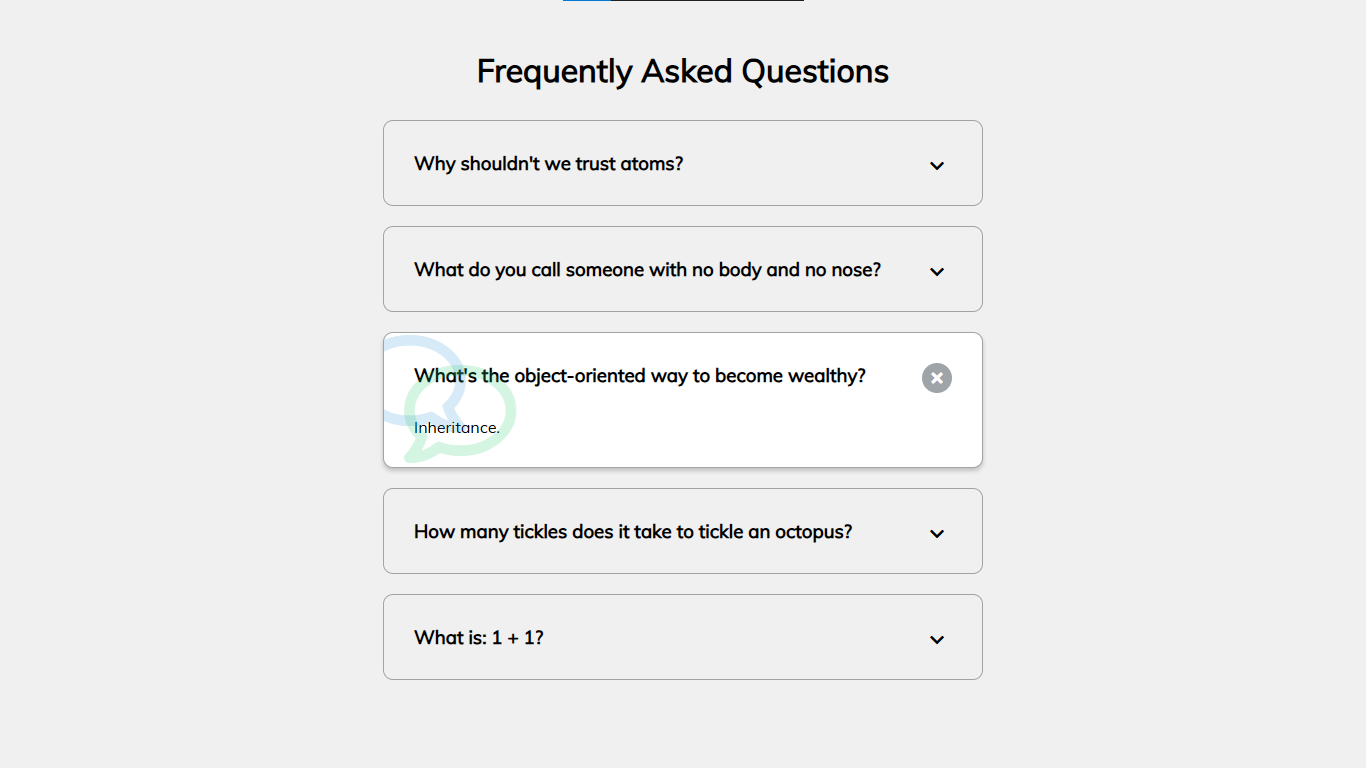 Frequently Asked Questions
Why shouldn't we trust atoms?
What do you call someone with no body and no nose?
What's the object-oriented way to become wealthy?
Inheritance.
How many tickles does it take to tickle an octopus?
What is: 1 + 1?